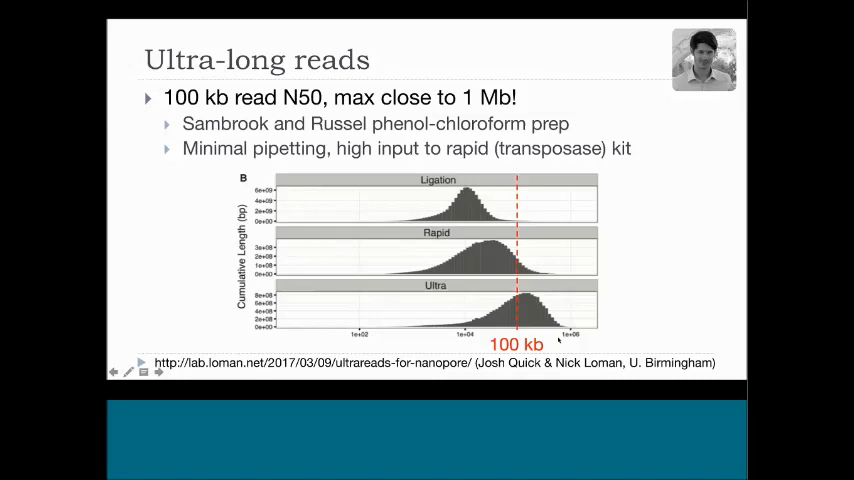 Ultra-long reads
100 kb read N50, max close to 1 Mb!
Sambrook and Russel phenol-chloroform prep
Minimal pipetting, high input to rapid (transposase) kit
B
Cumulative Length (bp)
Ligation
6e+09
4e+09
2e+09
0e+00
Rapid
3e+08
2e+08
1e+08
0e+00
Ultra
8e+08
6e+08
4e+08
2e+08
0e+00
1e+02 1e+04 1e+06
100 kb
http://lab.loman.net/2017/03/09/ultrareads-for-nanopore/ (Josh Quick & Nick Loman, U. Birmingham)